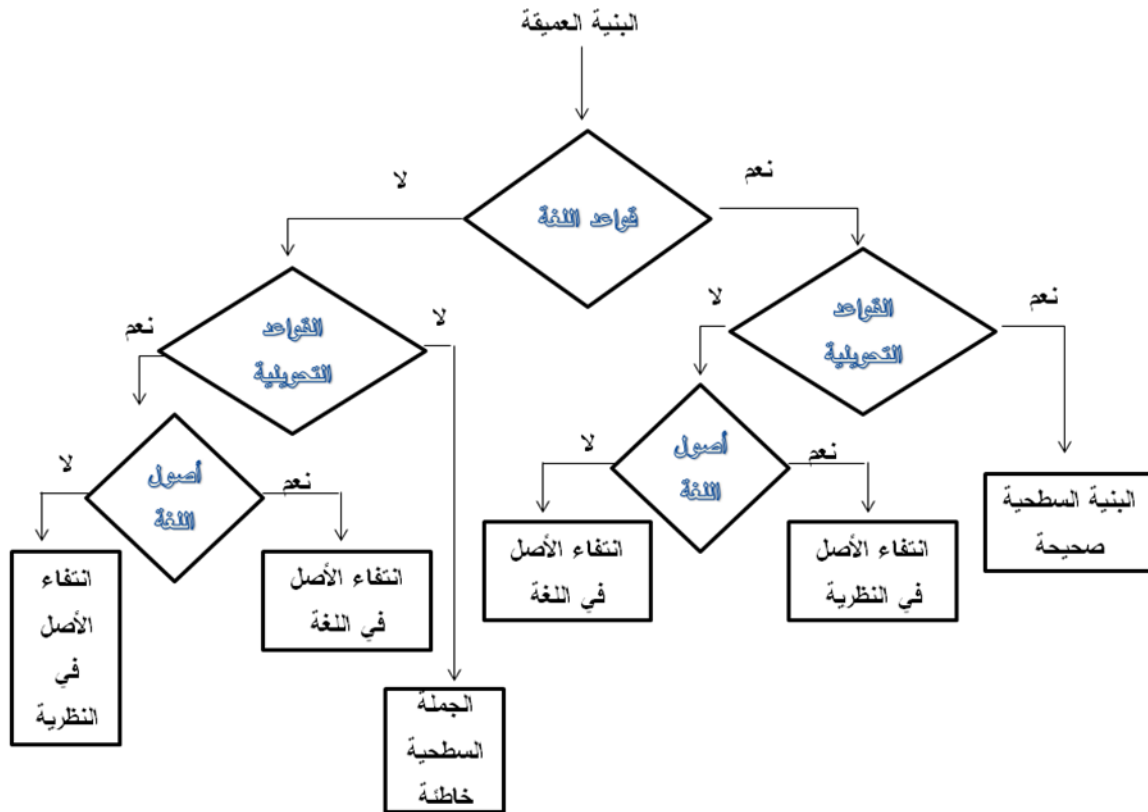 البنية العميقة
نعم
لا
قواعد اللغة
نعم
لا
القواعد
التحويلية
لا
نعم
القواعد
التحويلية
نعم
لا
أصول
اللغة
نعم
لا
أصول
اللغة
البنية السطحية
صحيحة
انتفاء الأصل
في النظرية
انتفاء الأصل
في اللغة
انتفاء الأصل
في اللغة
انتفاء
الأصل
في
النظرية
الجملة
السطحية
خاطئة